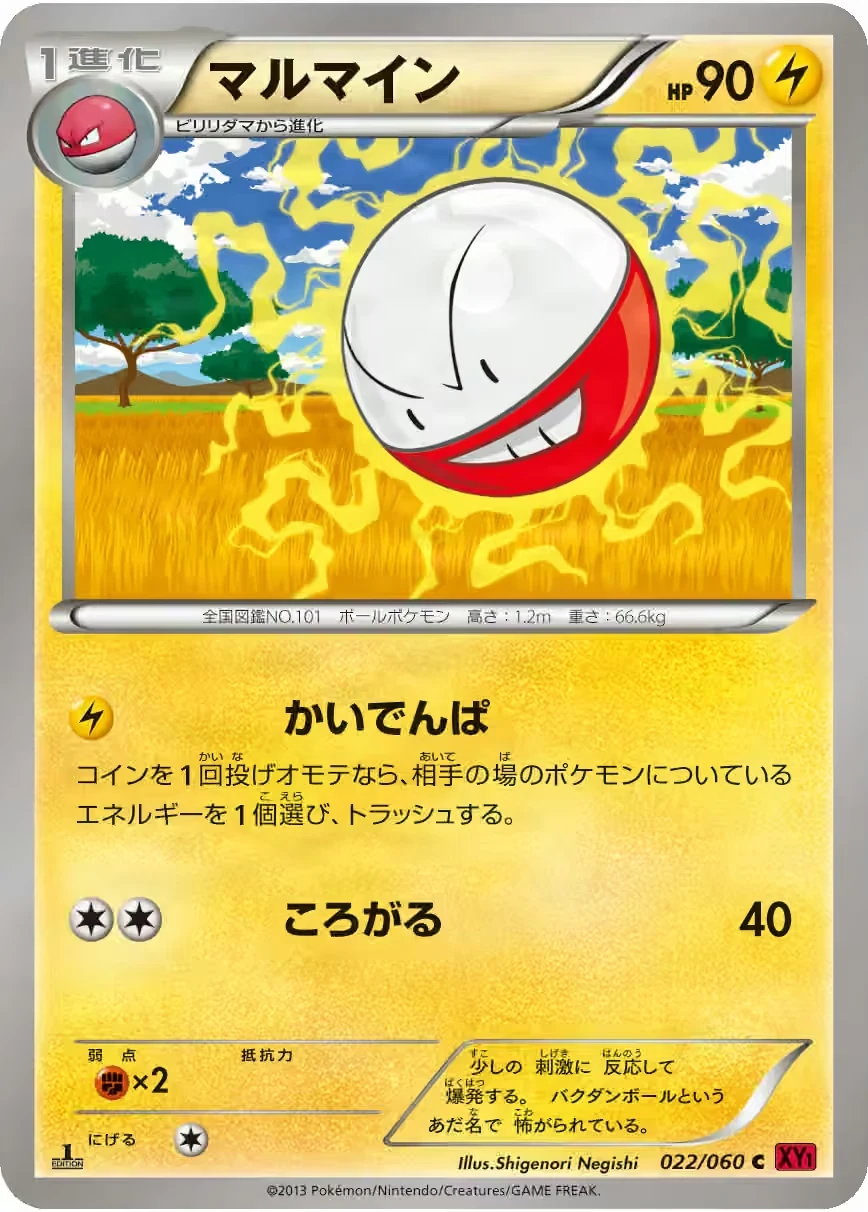 1進化
マルマイン
HP90
ビリリダマから進化
全国図鑑NO.101 ボールポケモン 高さ：1.2m 重さ：66.6kg
かいでんぱ
コインを1回投げオモテなら、相手の場のポケモンについている
エネルギーを1個選び、トラッシュする。
ころがる 40
弱点 抵抗力
×2
にげる
少しの 刺激に 反応して
爆発する。 バクダンボールという
あだ名で 怖がられている。
1 EDITION
Illus.Shigenori Negishi 022/060 C XY1
©2013 Pokémon/Nintendo/Creatures/GAME FREAK.